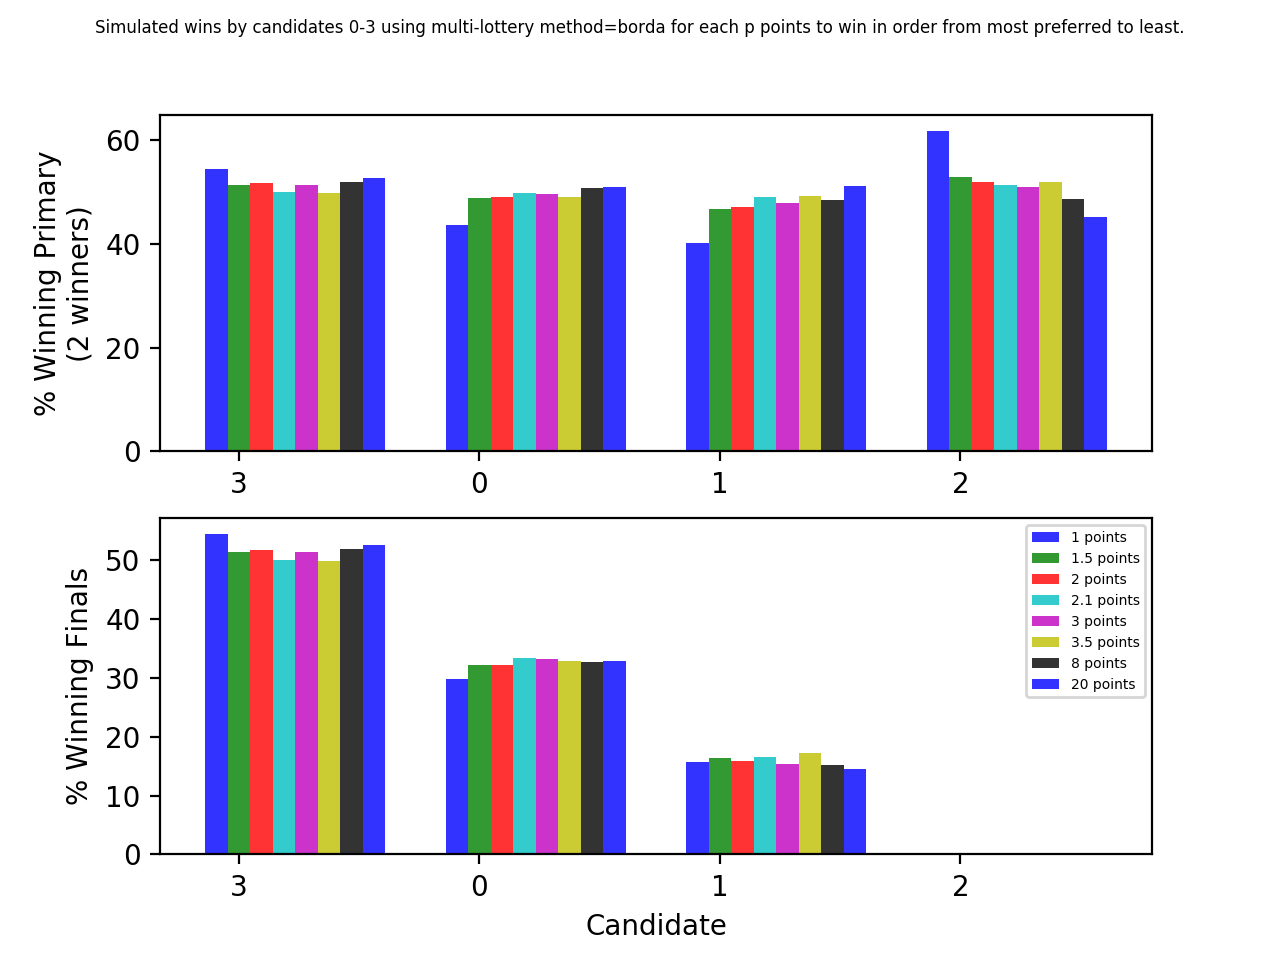 Simulated wins by candidates 0-3 using multi-lottery method=borda for each p points to win in order from most preferred to least.
% Winning Primary
(2 winners)
60
40
20
0
3 0 1 2
% Winning Finals
50
40
30
20
10
0
1 points
1.5 points
2 points
2.1 points
3 points
3.5 points
8 points
20 points
3 0 1 2
Candidate